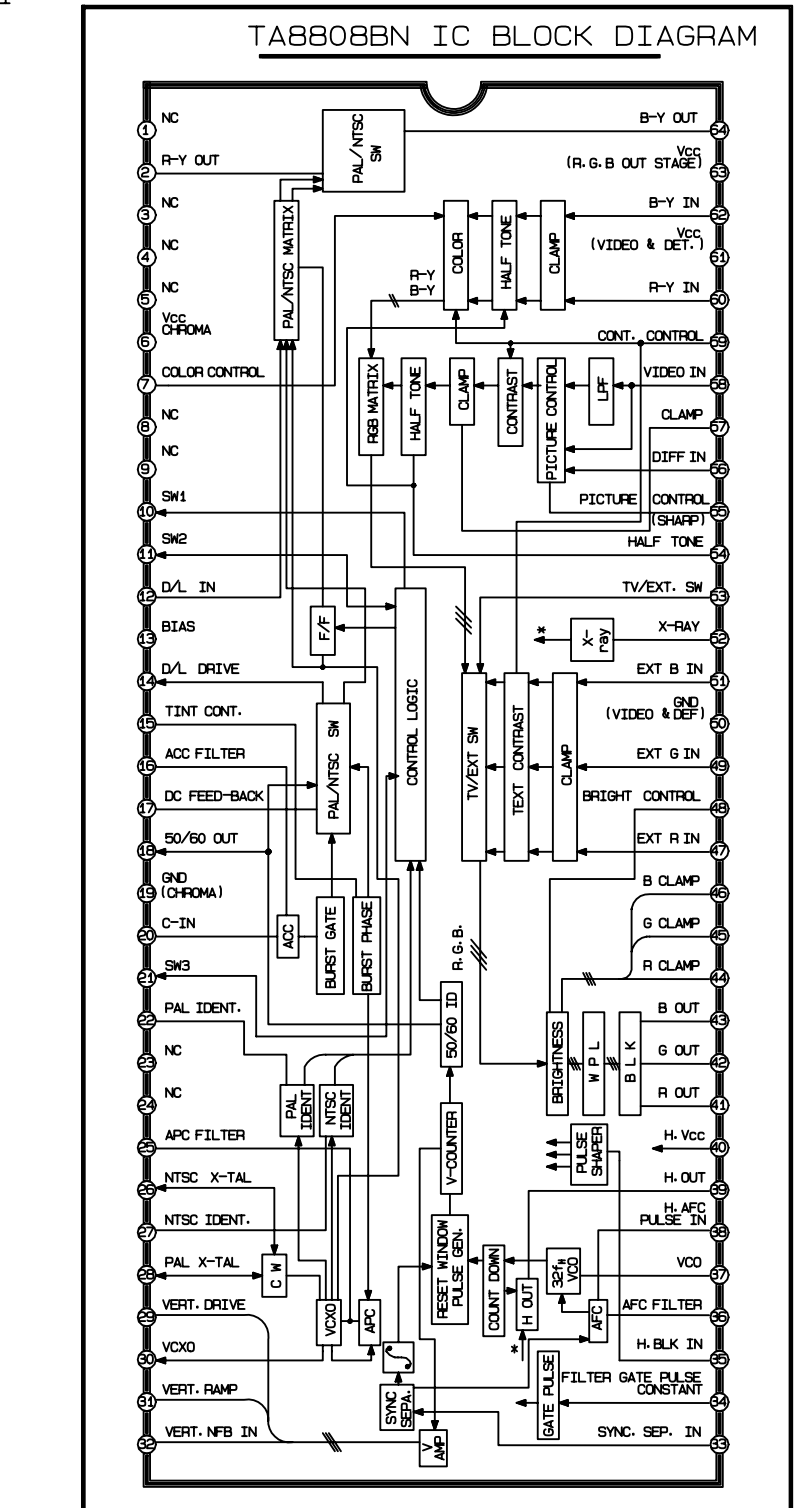 TA8808BN IC BLOCK DIAGRAM
1 NC
2 R-Y OUT
3 NC
4 NC
5 NC
6 Vcc
CHROMA
7 COLOR CONTROL
8 NC
9 NC
10 SW1
11 SW2
12 D/L IN
13 BIAS
14 D/L DRIVE
15 TINT CONT.
16 ACC FILTER
17 DC FEED-BACK
18 50/60 OUT
19 GND
(CHROMA)
20 C-IN
21 SW3
22 PAL IDENT.
23 NC
24 NC
25 APC FILTER
26 NTSC X-TAL
27 NTSC IDENT.
28 PAL X-TAL
29 VERT. DRIVE
30 VCXO
31 VERT. RAMP
32 VERT. NFB IN
B-Y OUT 64
Vcc
(R.G.B OUT STAGE) 63
B-Y IN 62
Vcc
(VIDEO & DET.) 61
R-Y IN 60
CONT. CONTROL 59
VIDEO IN 58
CLAMP 57
DIFF IN 56
PICTURE CONTROL 55
(SHARP)
HALF TONE 54
TV/EXT. SW 53
X-RAY 52
EXT B IN 51
GND
(VIDEO & DEF) 50
EXT G IN 49
BRIGHT CONTROL 48
EXT R IN 47
B CLAMP 46
G CLAMP 45
R CLAMP 44
B OUT 43
G OUT 42
R OUT 41
H.Vcc 40
H.OUT 39
H.AFC
PULSE IN 38
VCO 37
AFC FILTER 36
H.BLK IN 35
FILTER GATE PULSE
CONSTANT 34
SYNC. SEP. IN 33
PAL/NTSC
SW
PAL/NTSC MATRIX
COLOR
HALF TONE
CLAMP
R-Y
B-Y
RGB MATRIX
HALF TONE
CLAMP
CONTRAST
PICTURE CONTROL
LPF
F/F
CONTROL LOGIC
X-
ray
*
PAL/NTSC SW
TV/EXT SW
TEXT CONTRAST
CLAMP
ACC
BURST GATE
BURST PHASE
R.G.B.
50/60 ID
BRIGHTNESS
W P L
B L K
PAL
IDENT
NTSC
IDENT
V-COUNTER
PULSE
SHAPER
C W
VCXO
APC
RESET WINDOW
PULSE GEN.
COUNT DOWN
H OUT
*
32fH
VCO
AFC
SYNC
SEPA.
GATE PULSE
V
AMP